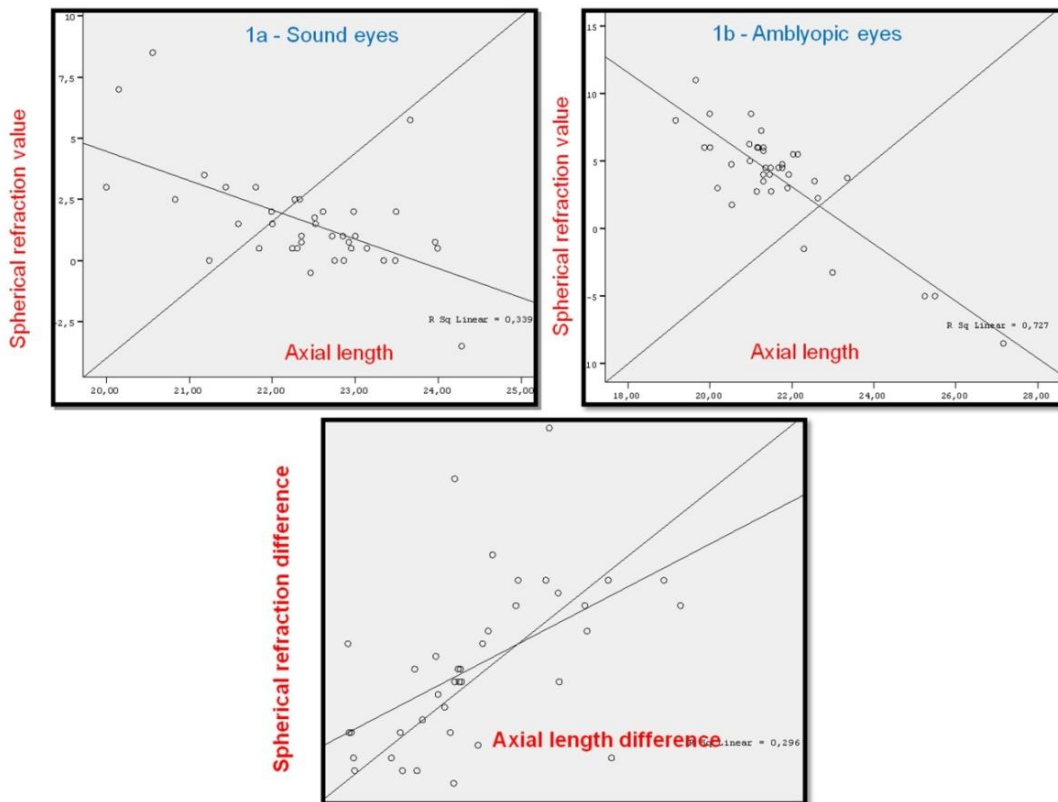 1a - Sound eyes
Spherical refraction value
10
7,5
5
2,5
0
-2,5
R Sq Linear = 0,339
Axial length
20,00 21,00 22,00 23,00 24,00 25,00
1b - Amblyopic eyes
Spherical refraction value
15
10
5
0
-5
10
R Sq Linear = 0,727
Axial length
18,00 20,00 22,00 24,00 26,00 28,00
Spherical refraction difference
Axial length difference
Sq Linear = 0,296